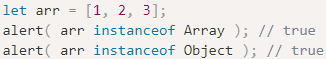 let arr = [1, 2, 3];
alert( arr instanceof Array ); // true
alert( arr instanceof Object ); // true